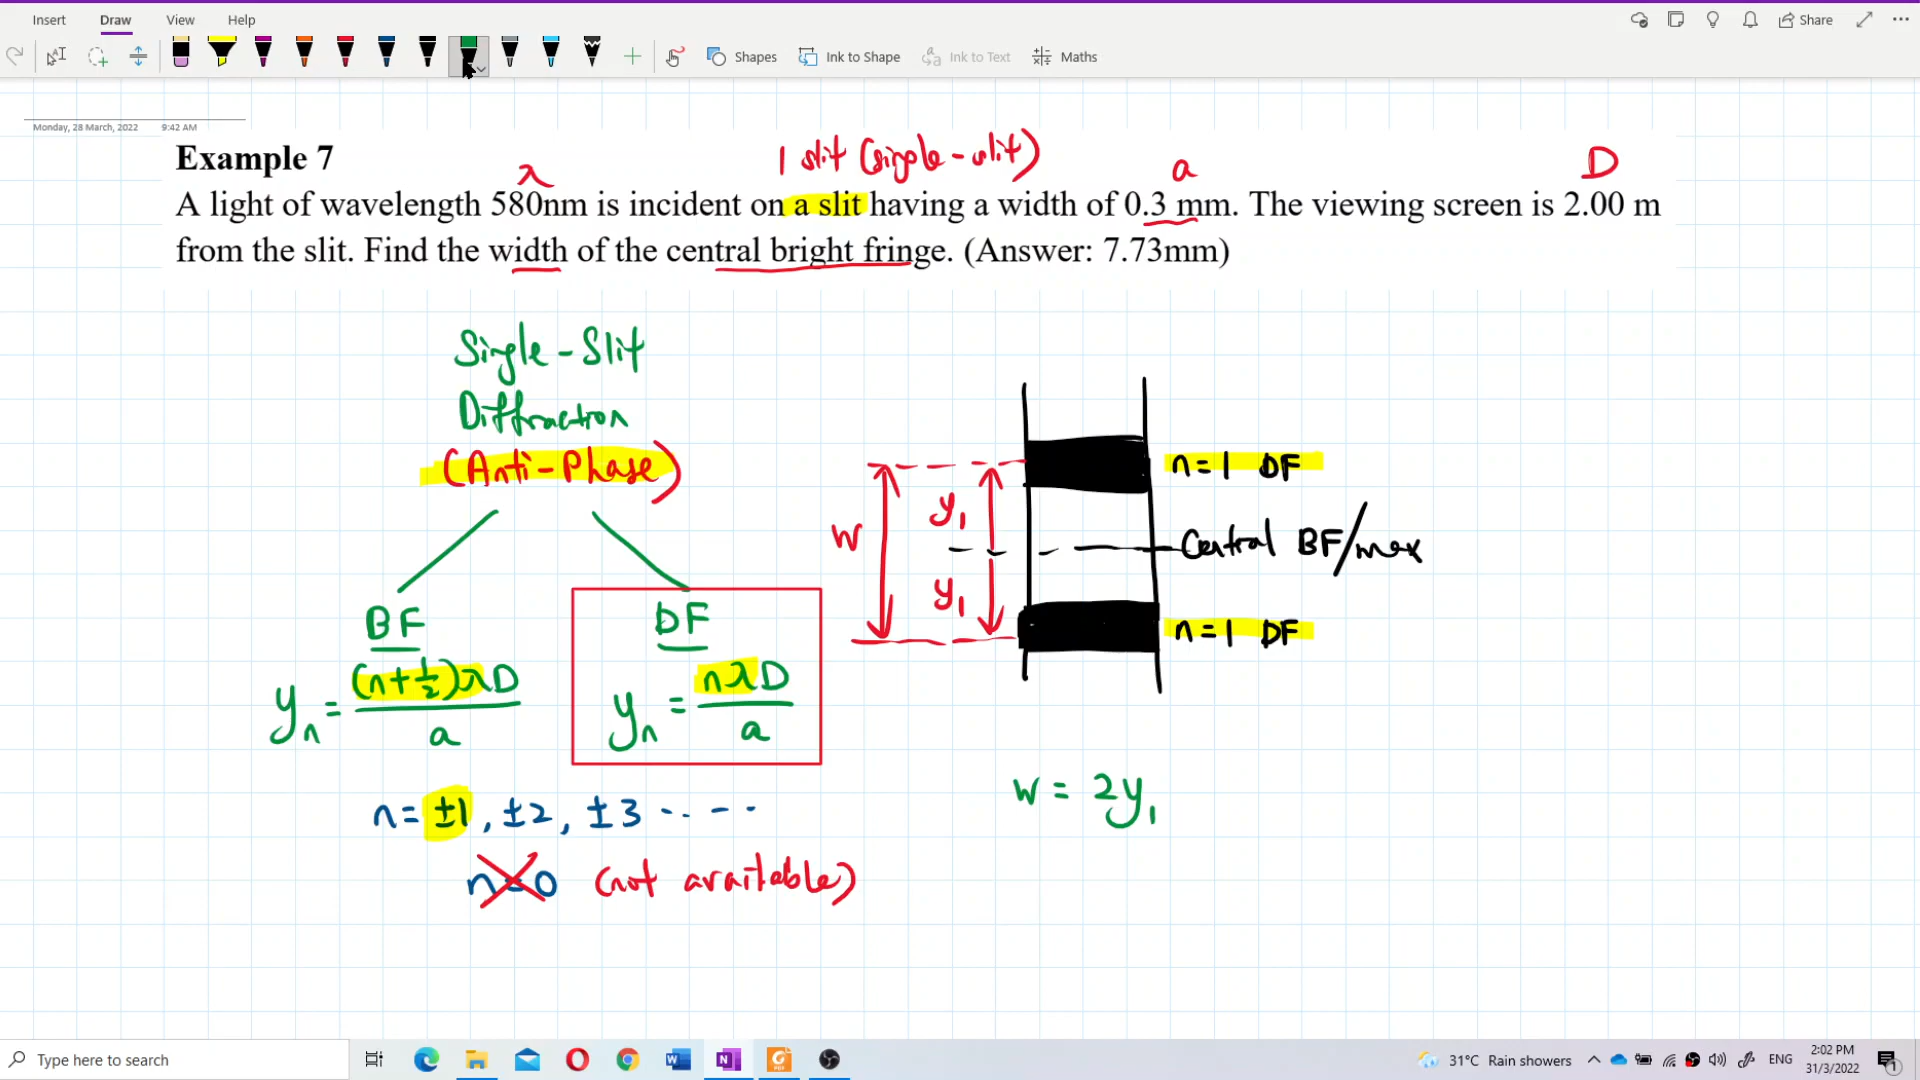 Insert Draw View Help
Share
Shapes Ink to Shape Ink to Text Maths
Monday, 28 March, 2022 9:42 AM
Example 7
1 slit (single-slit)
λ a D
A light of wavelength 580nm is incident on a slit having a width of 0.3 mm. The viewing screen is 2.00 m
from the slit. Find the width of the central bright fringe. (Answer: 7.73mm)
Single-Slit
Diffraction
(Anti-Phase)
BF
yₙ = (n+½)λD / a
DF
yₙ = nλD / a
n = ±1, ±2, ±3 ----
n=0 (not available)
n=1 DF
W y₁
Central BF/max
y₁
n=1 DF
W = 2y₁
Type here to search
31°C Rain showers
ENG
2:02 PM
31/3/2022
1